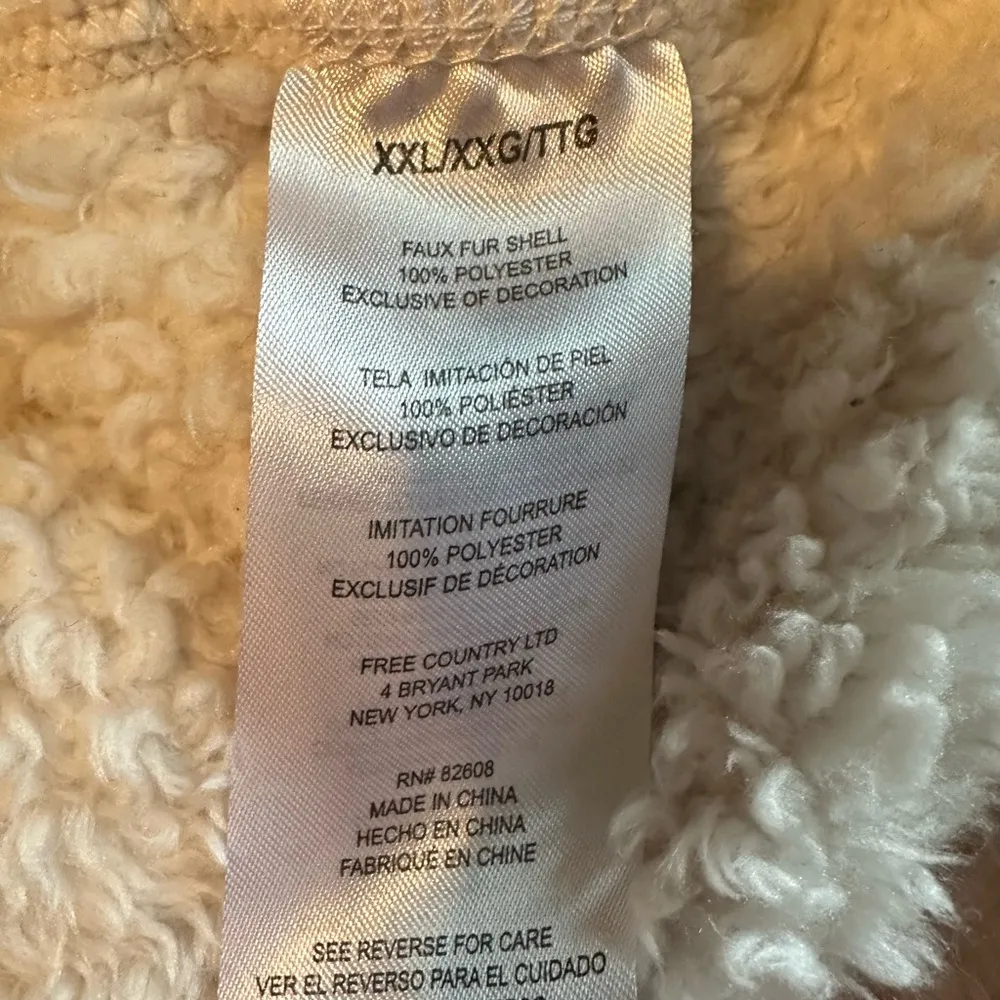 XXL/XXG/TTG
FAUX FUR SHELL
100% POLYESTER
EXCLUSIVE OF DECORATION
TELA IMITACIÓN DE PIEL
100% POLIESTER
EXCLUSIVO DE DECORACIÓN
IMITATION FOURRURE
100% POLYESTER
EXCLUSIF DE DÉCORATION
FREE COUNTRY LTD
4 BRYANT PARK
NEW YORK, NY 10018
RN# 82608
MADE IN CHINA
HECHO EN CHINA
FABRIQUÉ EN CHINE
SEE REVERSE FOR CARE
VER EL REVERSO PARA EL CUIDADO